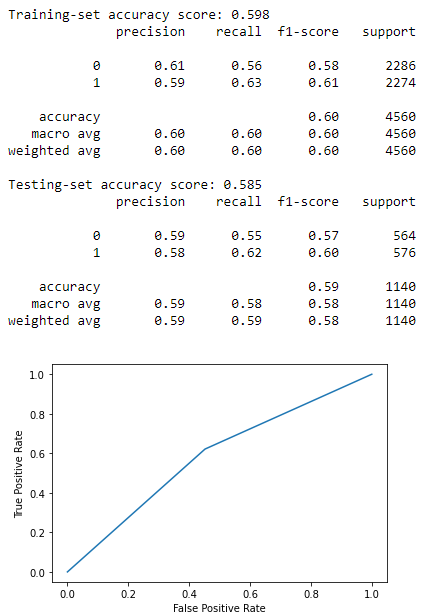 Training-set accuracy score: 0.598
precision recall f1-score support
0 0.61 0.56 0.58 2286
1 0.59 0.63 0.61 2274
accuracy 0.60 4560
macro avg 0.60 0.60 0.60 4560
weighted avg 0.60 0.60 0.60 4560
Testing-set accuracy score: 0.585
precision recall f1-score support
0 0.59 0.55 0.57 564
1 0.58 0.62 0.60 576
accuracy 0.59 1140
macro avg 0.59 0.58 0.58 1140
weighted avg 0.59 0.59 0.58 1140
1.0
0.8
0.6
0.4
0.2
0.0
True Positive Rate
0.0 0.2 0.4 0.6 0.8 1.0
False Positive Rate